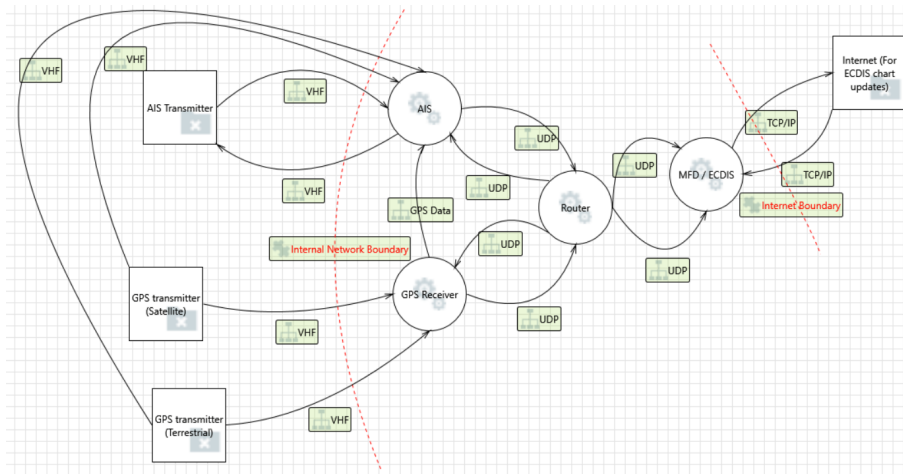 VHF
VHF
AIS Transmitter
VHF
AIS
Internet (For
ECDIS chart
updates)
TCP/IP
UDP
UDP
MFD / ECDIS
TCP/IP
VHF
UDP
GPS Data
Router
Internet Boundary
Internal Network Boundary
UDP
UDP
GPS transmitter
(Satellite)
GPS Receiver
VHF
UDP
GPS transmitter
(Terrestrial)
VHF